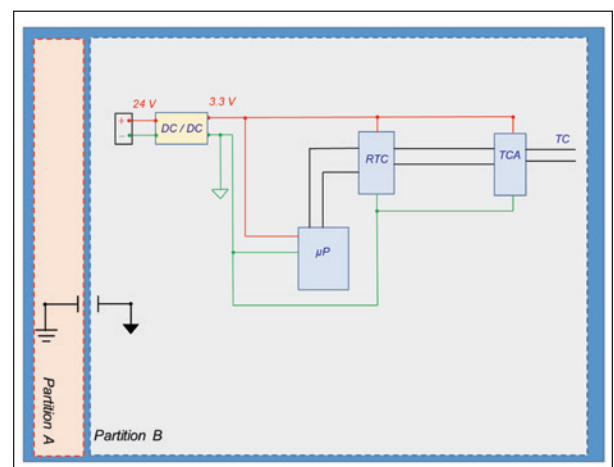 24 V
3.3 V
+
−
DC / DC
RTC
TCA
TC
µP
Partition A
Partition B